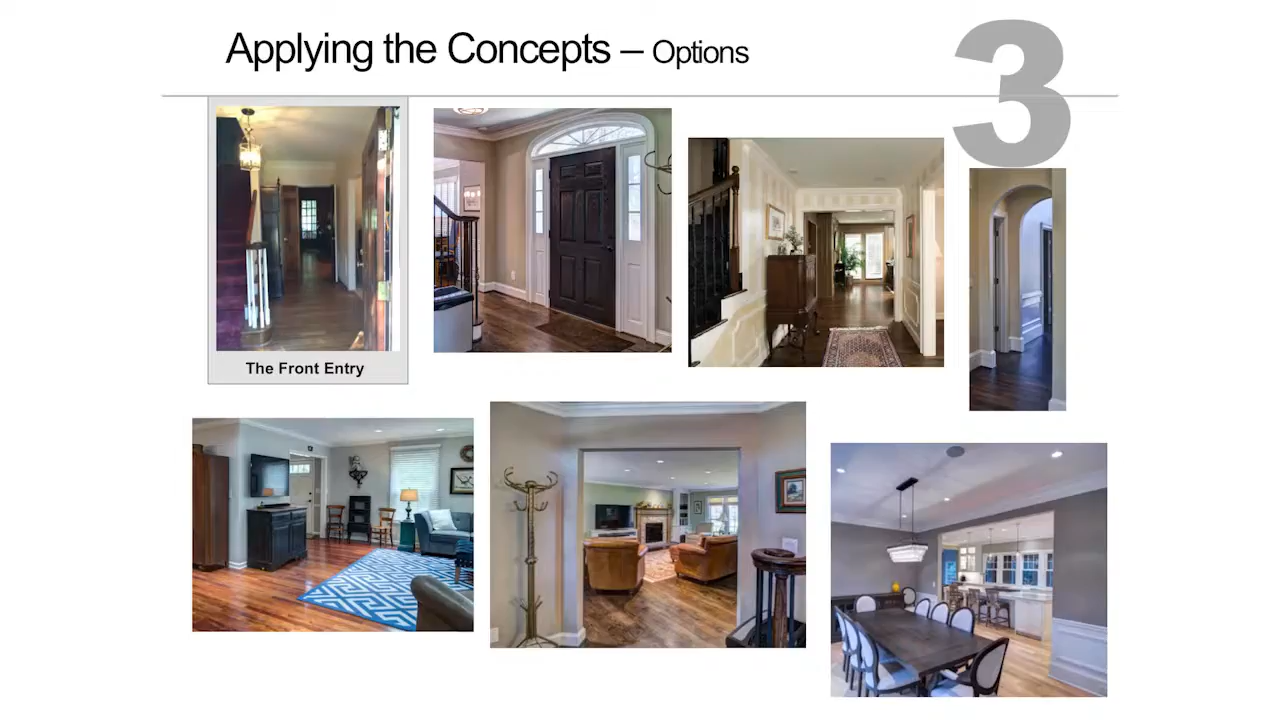 Applying the Concepts – Options
3
The Front Entry